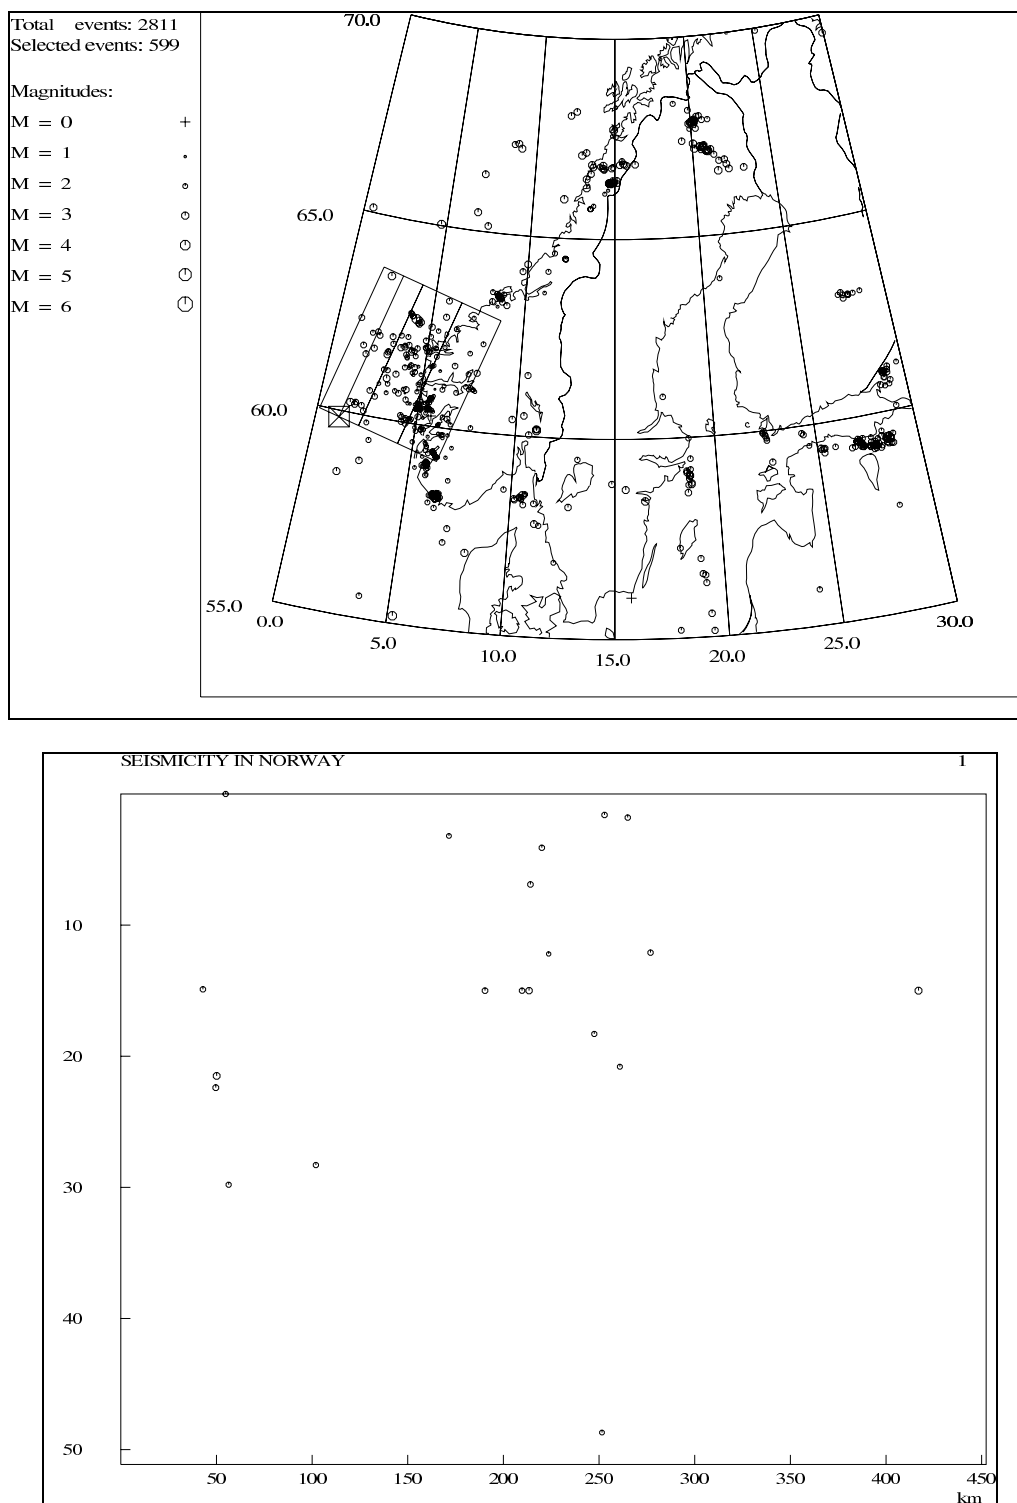 Total events: 2811
Selected events: 599
Magnitudes:
M = 0
M = 1
M = 2
M = 3
M = 4
M = 5
M = 6
70.0
65.0
60.0
55.0
0.0
5.0
10.0
15.0
20.0
25.0
30.0
SEISMICITY IN NORWAY 1
10
20
30
40
50
50 100 150 200 250 300 350 400 450
km